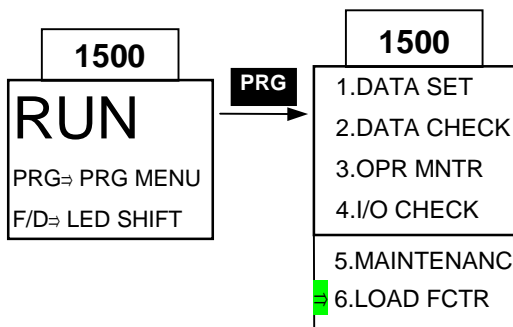 1500
RUN
PRG⇒ PRG MENU
F/D⇒ LED SHIFT
PRG
1500
1.DATA SET
2.DATA CHECK
3.OPR MNTR
4.I/O CHECK
5.MAINTENANC
⇒ 6.LOAD FCTR